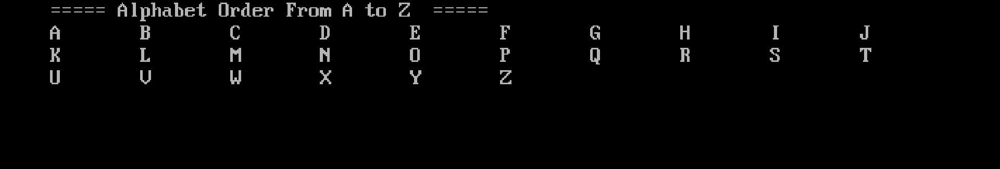 ===== Alphabet Order From A to Z  =====
A B C D E F G H I J
K L M N O P Q R S T
U V W X Y Z